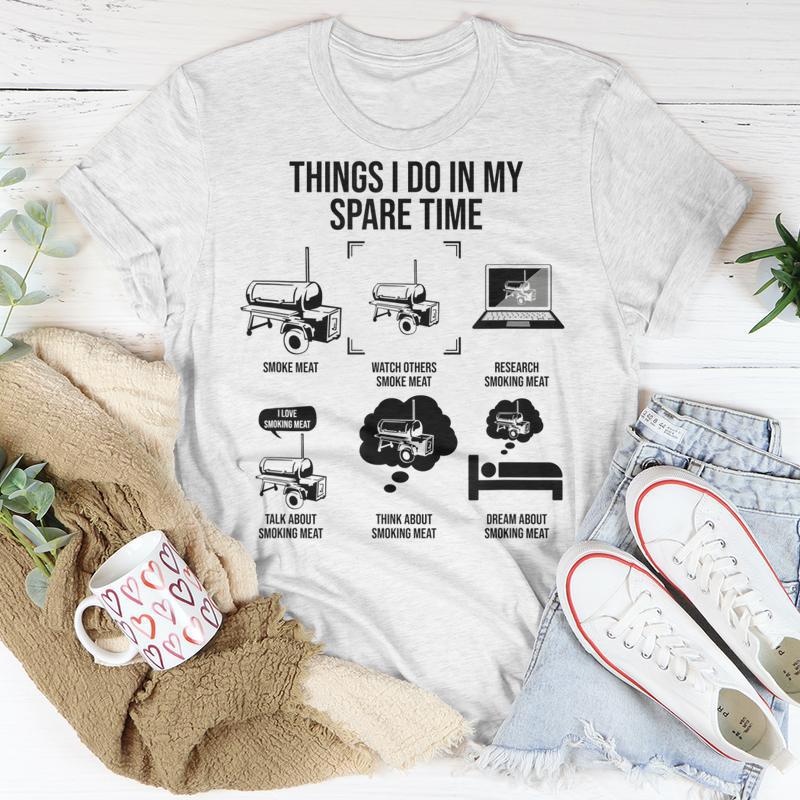 THINGS I DO IN MY
SPARE TIME
SMOKE MEAT
WATCH OTHERS
SMOKE MEAT
RESEARCH
SMOKING MEAT
I LOVE
SMOKING MEAT
TALK ABOUT
SMOKING MEAT
THINK ABOUT
SMOKING MEAT
DREAM ABOUT
SMOKING MEAT